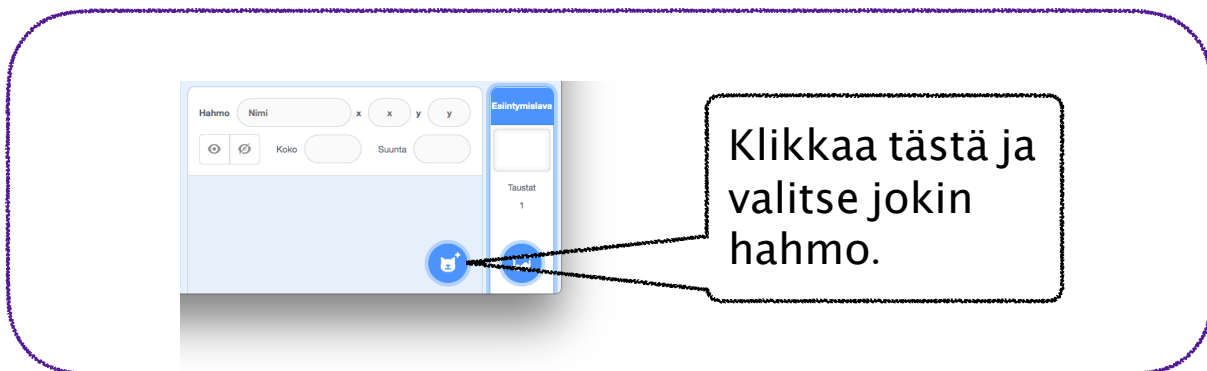 Hahmo Nimi x x y y
Koko Suunta
Esiintymislava
Taustat
1
Klikkaa tästä ja
valitse jokin
hahmo.